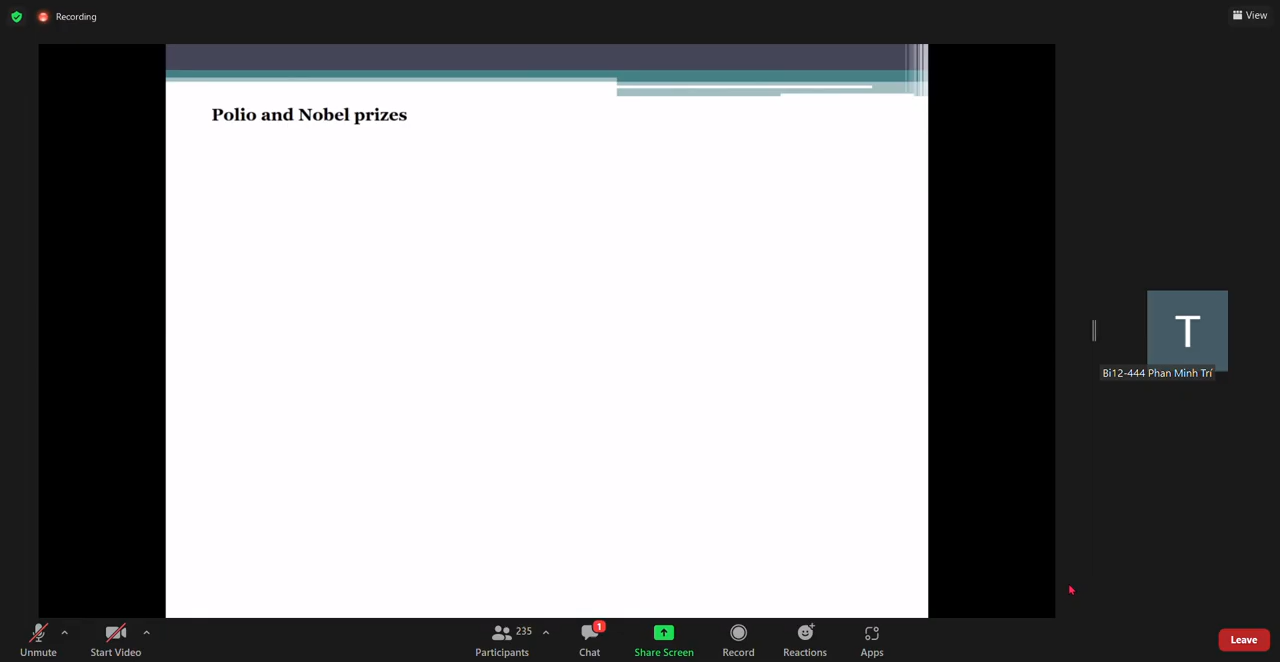 Recording
View
Polio and Nobel prizes
T
Bi12-444 Phan Minh Trí
Unmute
Start Video
235
Participants
1
Chat
Share Screen
Record
Reactions
Apps
Leave